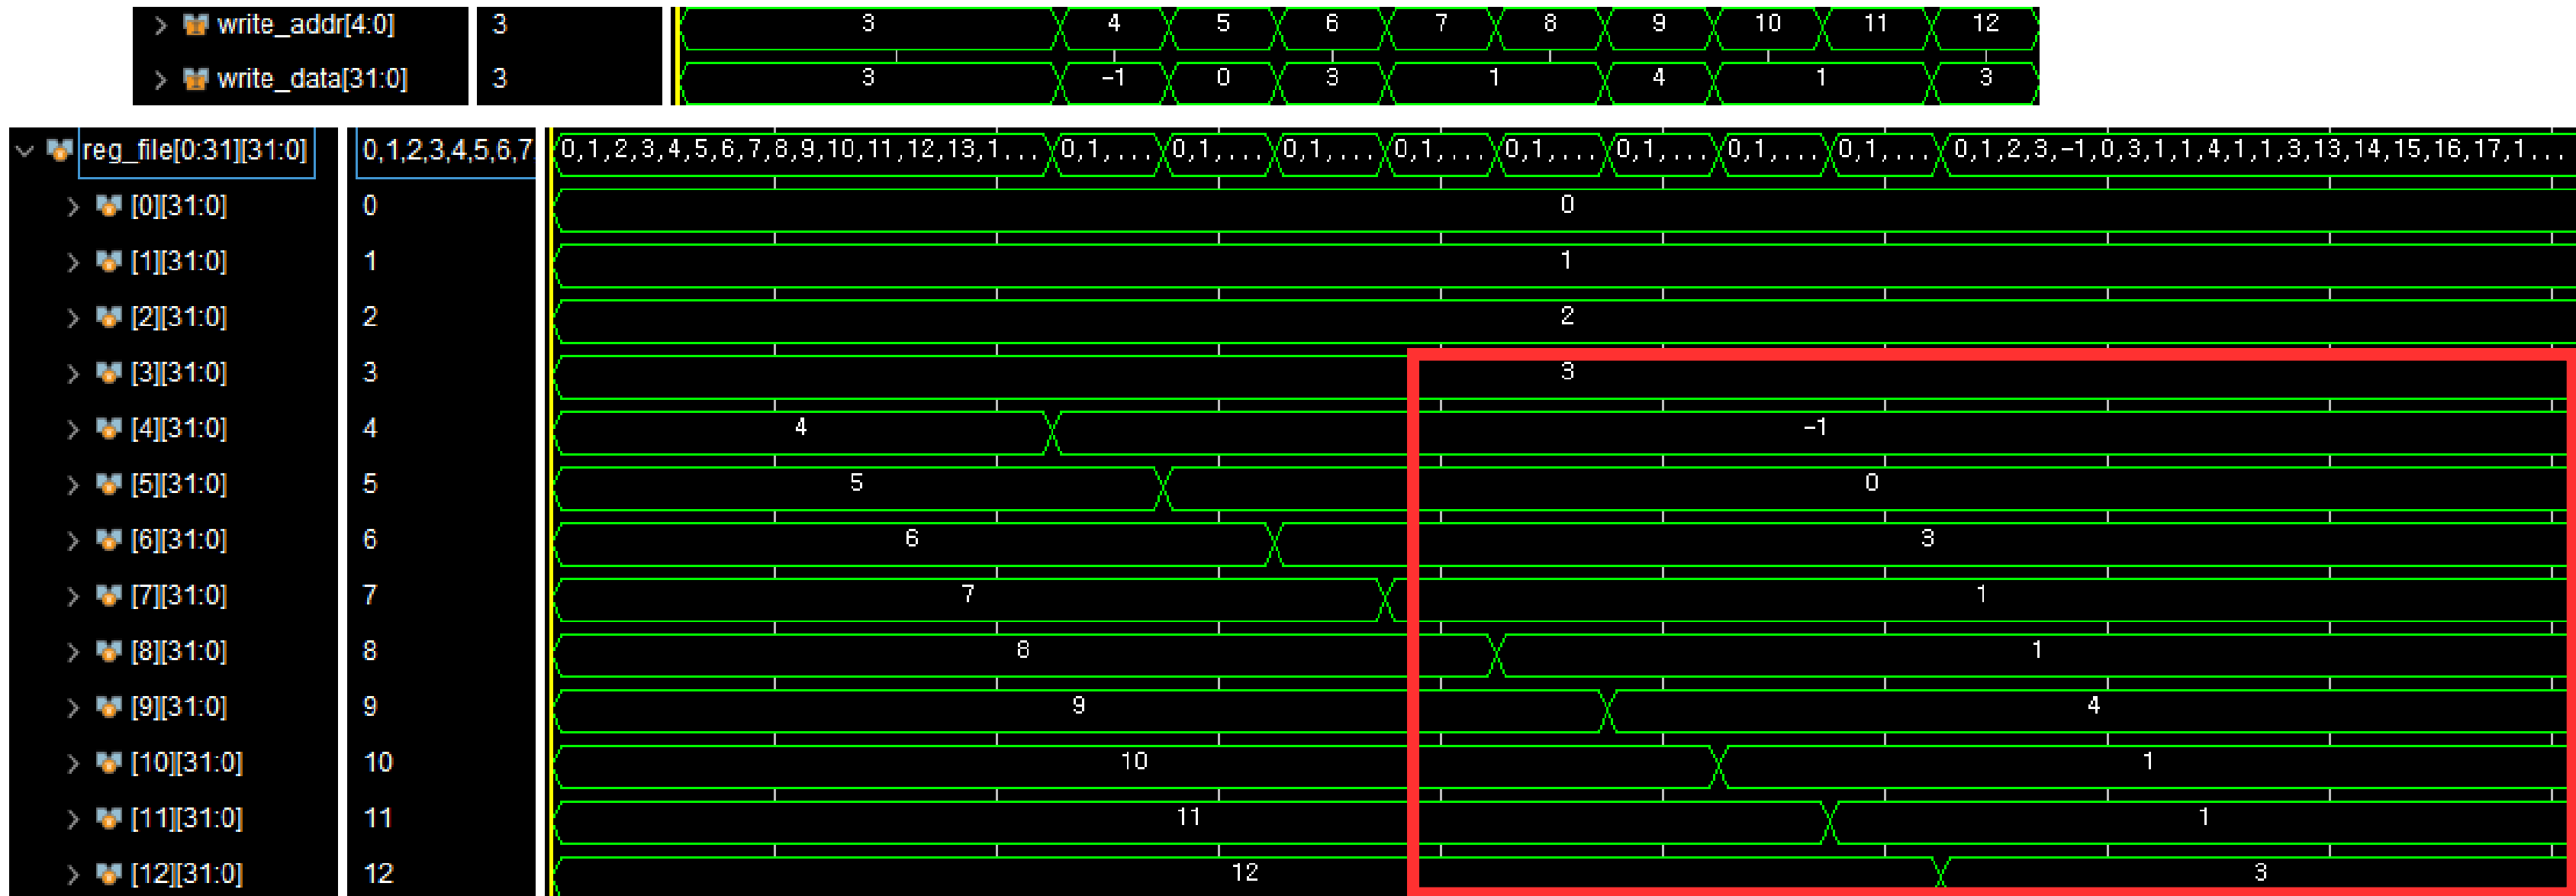 write_addr[4:0] 3 3 4 5 6 7 8 9 10 11 12
write_data[31:0] 3 3 -1 0 3 1 4 1 3
reg_file[0:31][31:0] 0,1,2,3,4,5,6,7 0,1,2,3,4,5,6,7,8,9,10,11,12,13,1... 0,1,... 0,1,... 0,1,... 0,1,... 0,1,... 0,1,... 0,1,... 0,1,... 0,1,2,3,-1,0,3,1,1,4,1,1,3,13,14,15,16,17,1...
[0][31:0] 0 0
[1][31:0] 1 1
[2][31:0] 2 2
[3][31:0] 3 3
[4][31:0] 4 4 -1
[5][31:0] 5 5 0
[6][31:0] 6 6 3
[7][31:0] 7 7 1
[8][31:0] 8 8 1
[9][31:0] 9 9 4
[10][31:0] 10 10 1
[11][31:0] 11 11 1
[12][31:0] 12 12 3